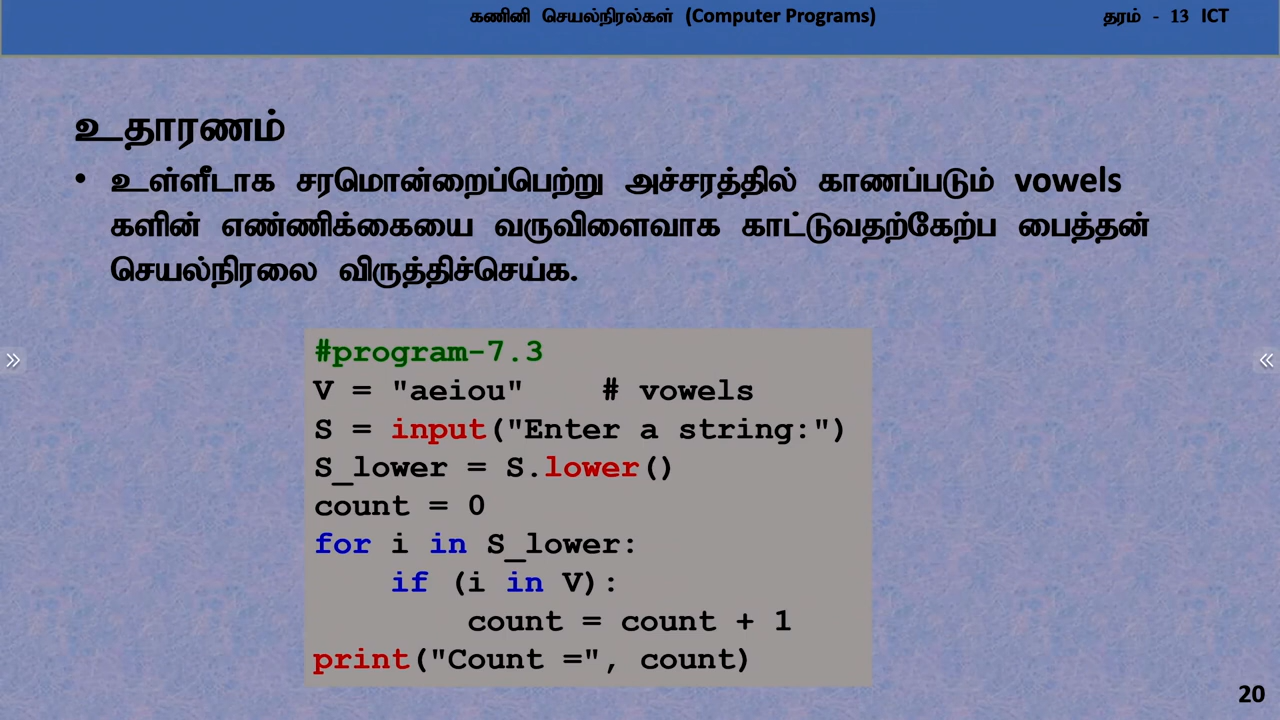 கணினி செயல்நிரல்கள் (Computer Programs) தரம் - 13 ICT
உதாரணம்
• உள்ளீடாக சரமொன்றைப்பெற்று அச்சரத்தில் காணப்படும் vowels
களின் எண்ணிக்கையை வருவிளைவாக காட்டுவதற்கேற்ப பைத்தன்
செயல்நிரலை விருத்திச்செய்க.
#program-7.3
V = "aeiou"    # vowels
S = input("Enter a string:")
S_lower = S.lower()
count = 0
for i in S_lower:
    if (i in V):
        count = count + 1
print("Count =", count)
20